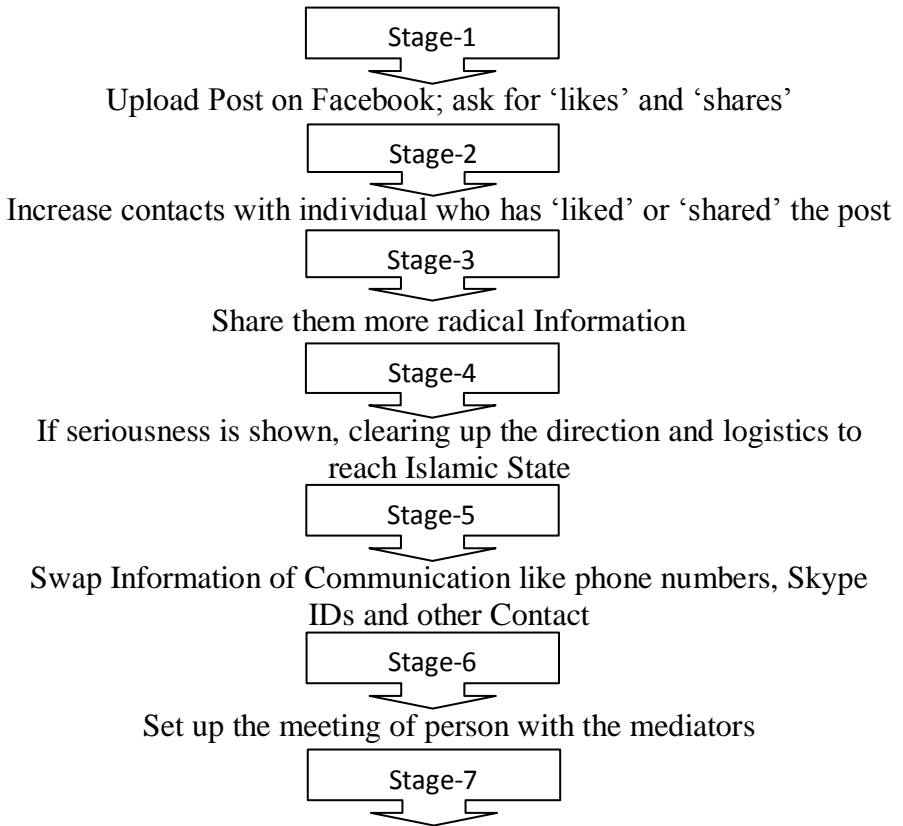 Stage-1
Upload Post on Facebook; ask for ‘likes’ and ‘shares’
Stage-2
Increase contacts with individual who has ‘liked’ or ‘shared’ the post
Stage-3
Share them more radical Information
Stage-4
If seriousness is shown, clearing up the direction and logistics to
reach Islamic State
Stage-5
Swap Information of Communication like phone numbers, Skype
IDs and other Contact
Stage-6
Set up the meeting of person with the mediators
Stage-7